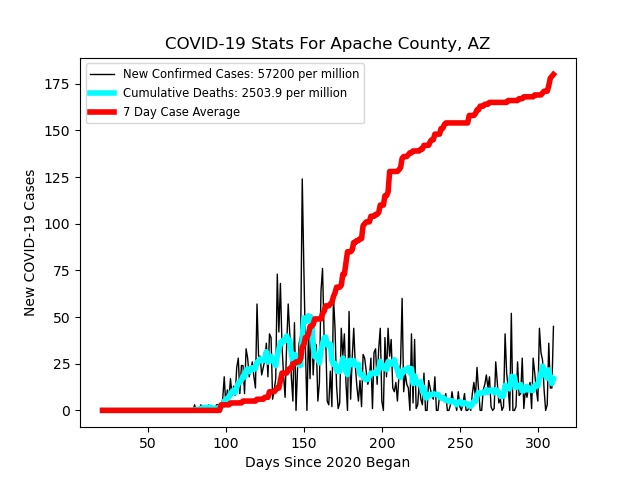 COVID-19 Stats For Apache County, AZ
New Confirmed Cases: 57200 per million
Cumulative Deaths: 2503.9 per million
7 Day Case Average
New COVID-19 Cases
175
150
125
100
75
50
25
0
50 100 150 200 250 300
Days Since 2020 Began